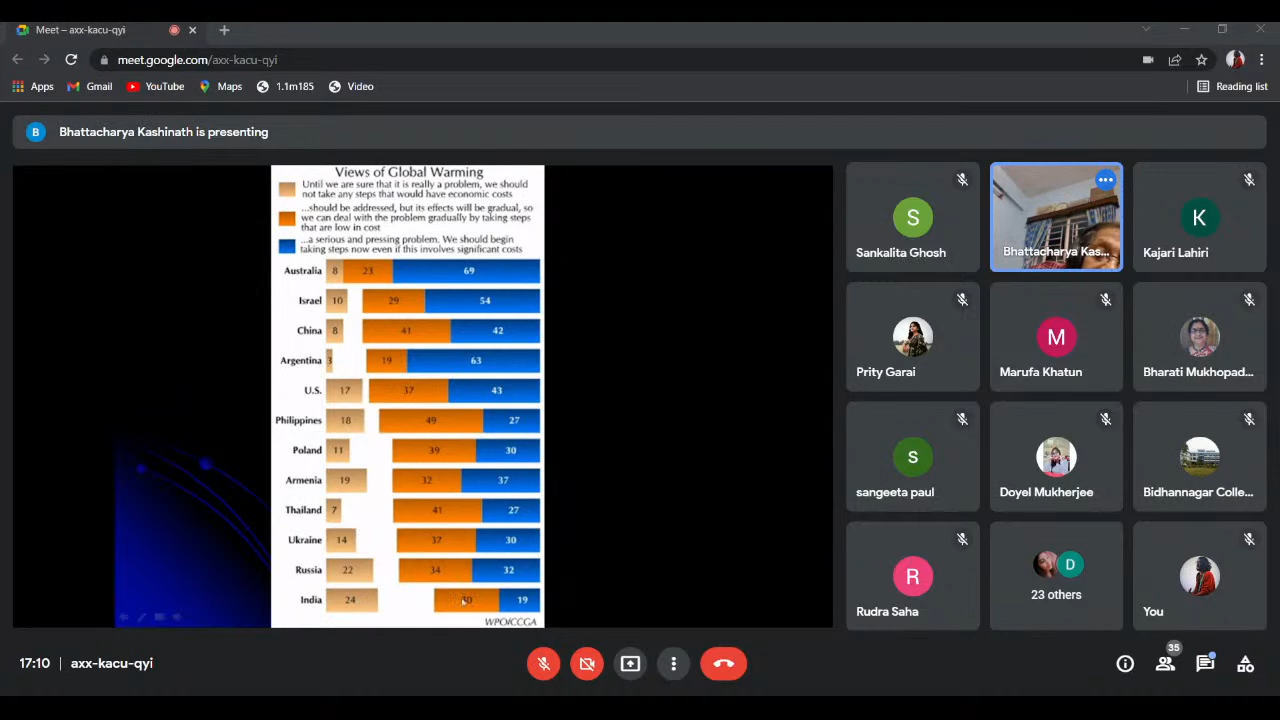 Meet – axx-kacu-qyi
meet.google.com/axx-kacu-qyi
Apps Gmail YouTube Maps 1.1m185 Video Reading list
B Bhattacharya Kashinath is presenting
Views of Global Warming
Until we are sure that it is really a problem, we should
not take any steps that would have economic costs
...should be addressed, but its effects will be gradual, so
we can deal with the problem gradually by taking steps
that are low in cost
...a serious and pressing problem. We should begin
taking steps now even if this involves significant costs
Australia 8 23 69
Israel 10 29 54
China 8 41 42
Argentina 3 19 63
U.S. 17 37 43
Philippines 18 49 27
Poland 11 39 30
Armenia 19 32 37
Thailand 7 41 27
Ukraine 14 37 30
Russia 22 34 32
India 24 30 19
WPO/CCGA
S
Sankalita Ghosh
Bhattacharya Kas...
K
Kajari Lahiri
Prity Garai
M
Marufa Khatun
Bharati Mukhopad...
s
sangeeta paul
Doyel Mukherjee
Bidhannagar Colle...
R
Rudra Saha
D
23 others
You
17:10 | axx-kacu-qyi
35